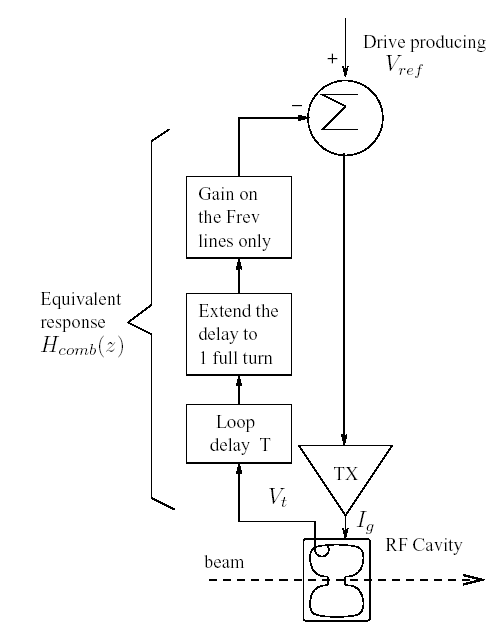 Drive producing
V_ref
+
−
Σ
Gain on
the Frev
lines only
Equivalent
response
H_comb(z)
Extend the
delay to
1 full turn
Loop
delay T
TX
V_t
I_g
RF Cavity
beam